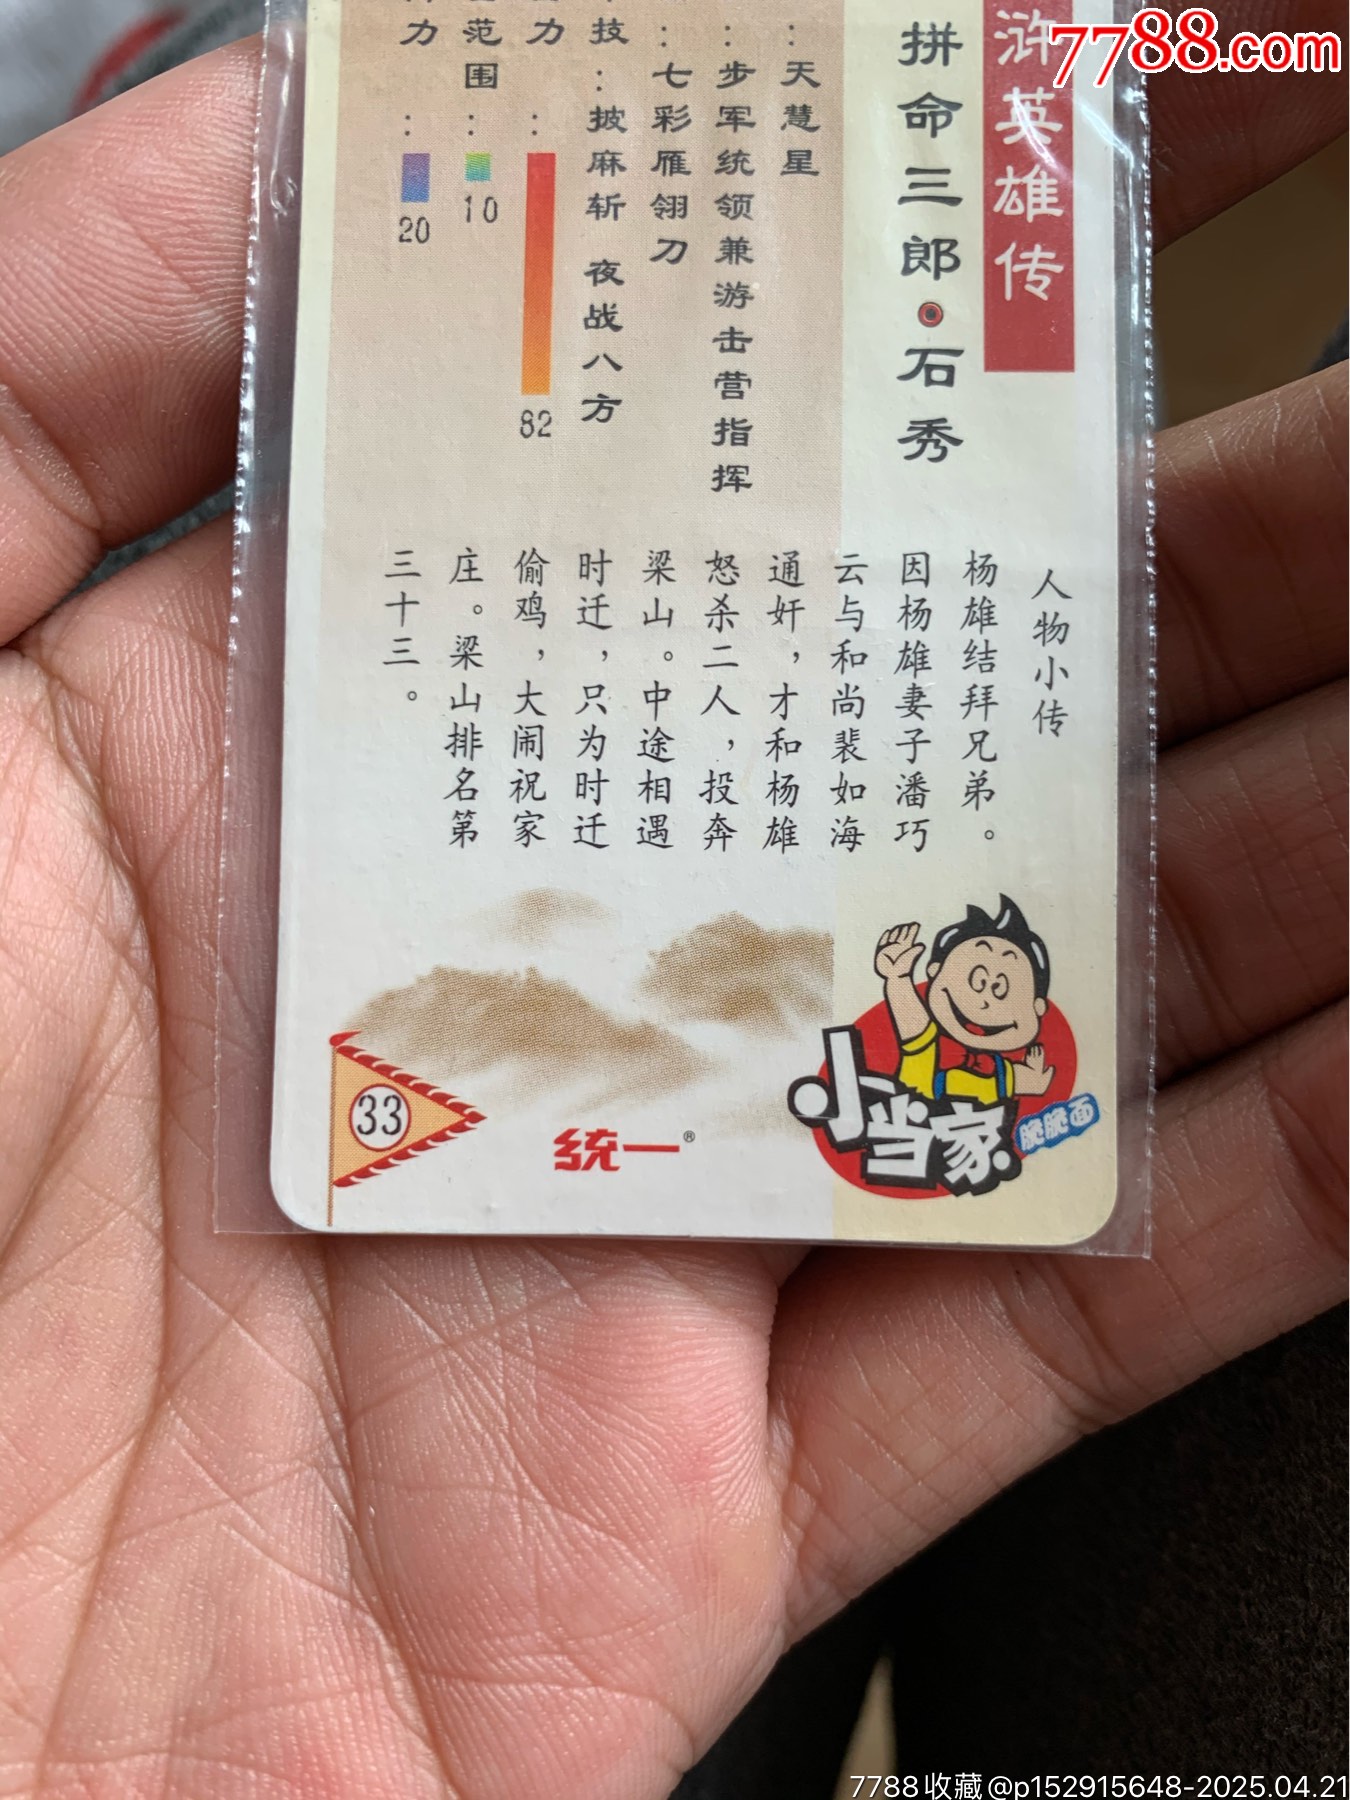 7788.com
浒英雄传
拼命三郎·石秀
：天慧星
：步军统领兼游击营指挥
：七彩雁翎刀
技：披麻斩 夜战八方
力：82
范围：10
力：20
人物小传
杨雄结拜兄弟。
因杨雄妻子潘巧
云与和尚裴如海
通奸，才和杨雄
怒杀二人，投奔
梁山。中途相遇
时迁，只为时迁
偷鸡，大闹祝家
庄。梁山排名第
三十三。
33
统一®
小当家
脆脆面
7788收藏@p152915648-2025.04.21